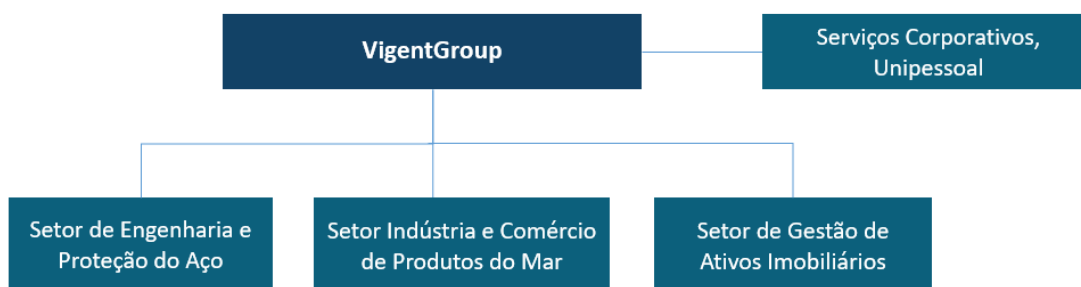 VigentGroup
Serviços Corporativos,
Unipessoal
Setor de Engenharia e
Proteção do Aço
Setor Indústria e Comércio
de Produtos do Mar
Setor de Gestão de
Ativos Imobiliários